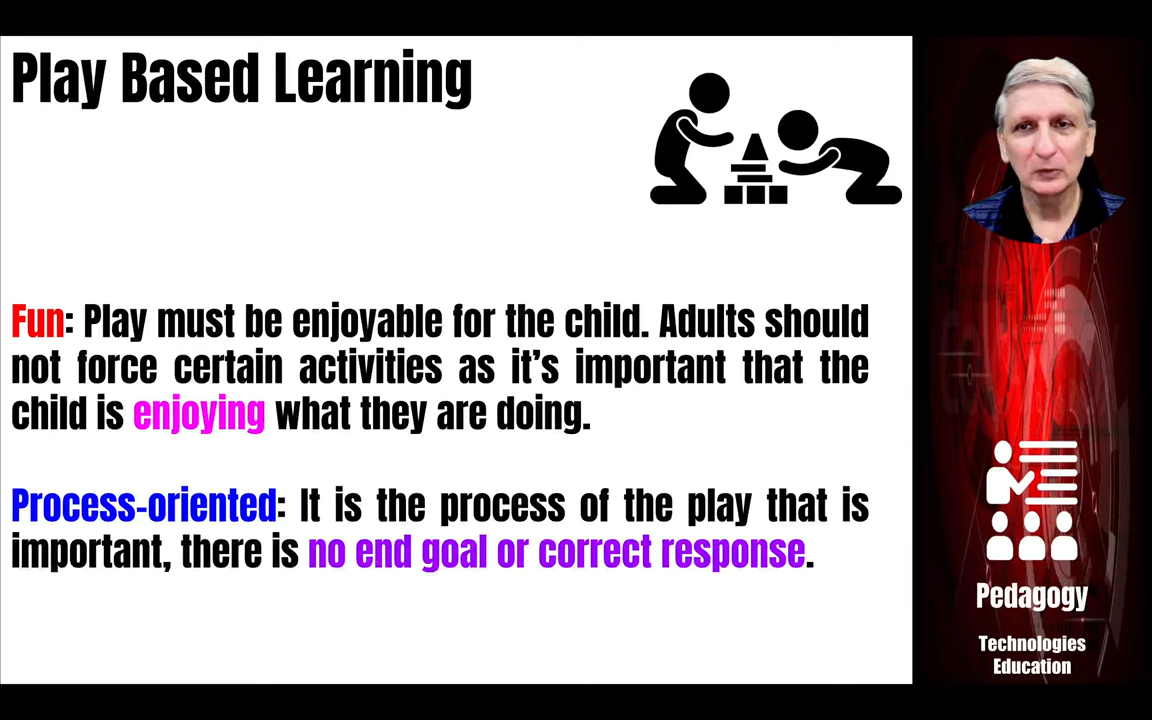 Play Based Learning
Fun: Play must be enjoyable for the child. Adults should
not force certain activities as it’s important that the
child is enjoying what they are doing.
Process-oriented: It is the process of the play that is
important, there is no end goal or correct response.
Pedagogy
Technologies
Education